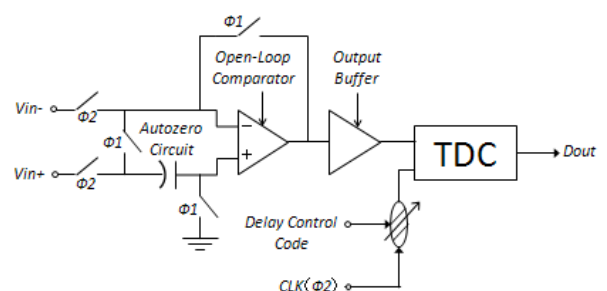 Φ1
Open-Loop
Comparator
Output
Buffer
Vin-
Φ2
Φ1
Autozero
Circuit
−
+
TDC
Dout
Vin+
Φ2
Φ1
Delay Control
Code
CLK(Φ2)